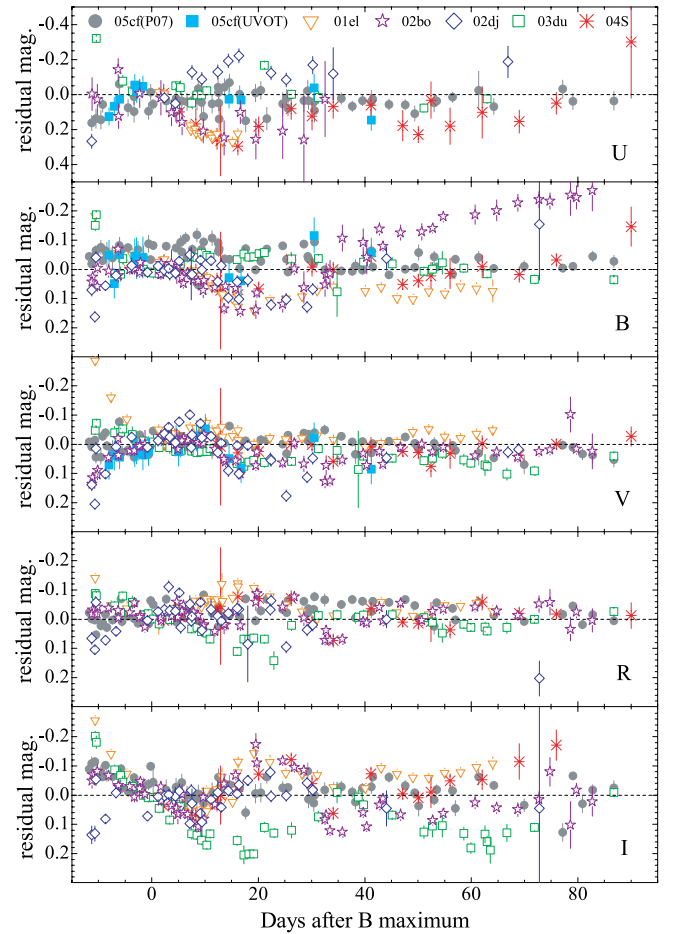 05cf(P07) 05cf(UVOT) 01el 02bo 02dj 03du 04S
-0.4
-0.2
0.0
0.2
0.4
residual mag.
U
-0.2
-0.1
0.0
0.1
0.2
residual mag.
B
-0.2
-0.1
0.0
0.1
0.2
residual mag.
V
-0.2
-0.1
0.0
0.1
0.2
residual mag.
R
-0.2
-0.1
0.0
0.1
0.2
residual mag.
I
0 20 40 60 80
Days after B maximum